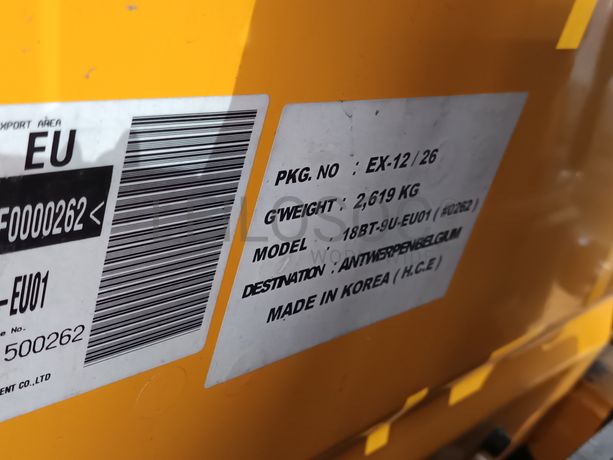 EXPORT AREA
EU
F0000262<
-EU01
e No.
500262
ENT CO.,LTD
PKG. NO : EX-12 / 26
G'WEIGHT : 2,619 KG
MODEL : 18BT-9U-EU01 ( #0262 )
DESTINATION : ANTWERPEN/BELGIUM
MADE IN KOREA ( H.C.E )